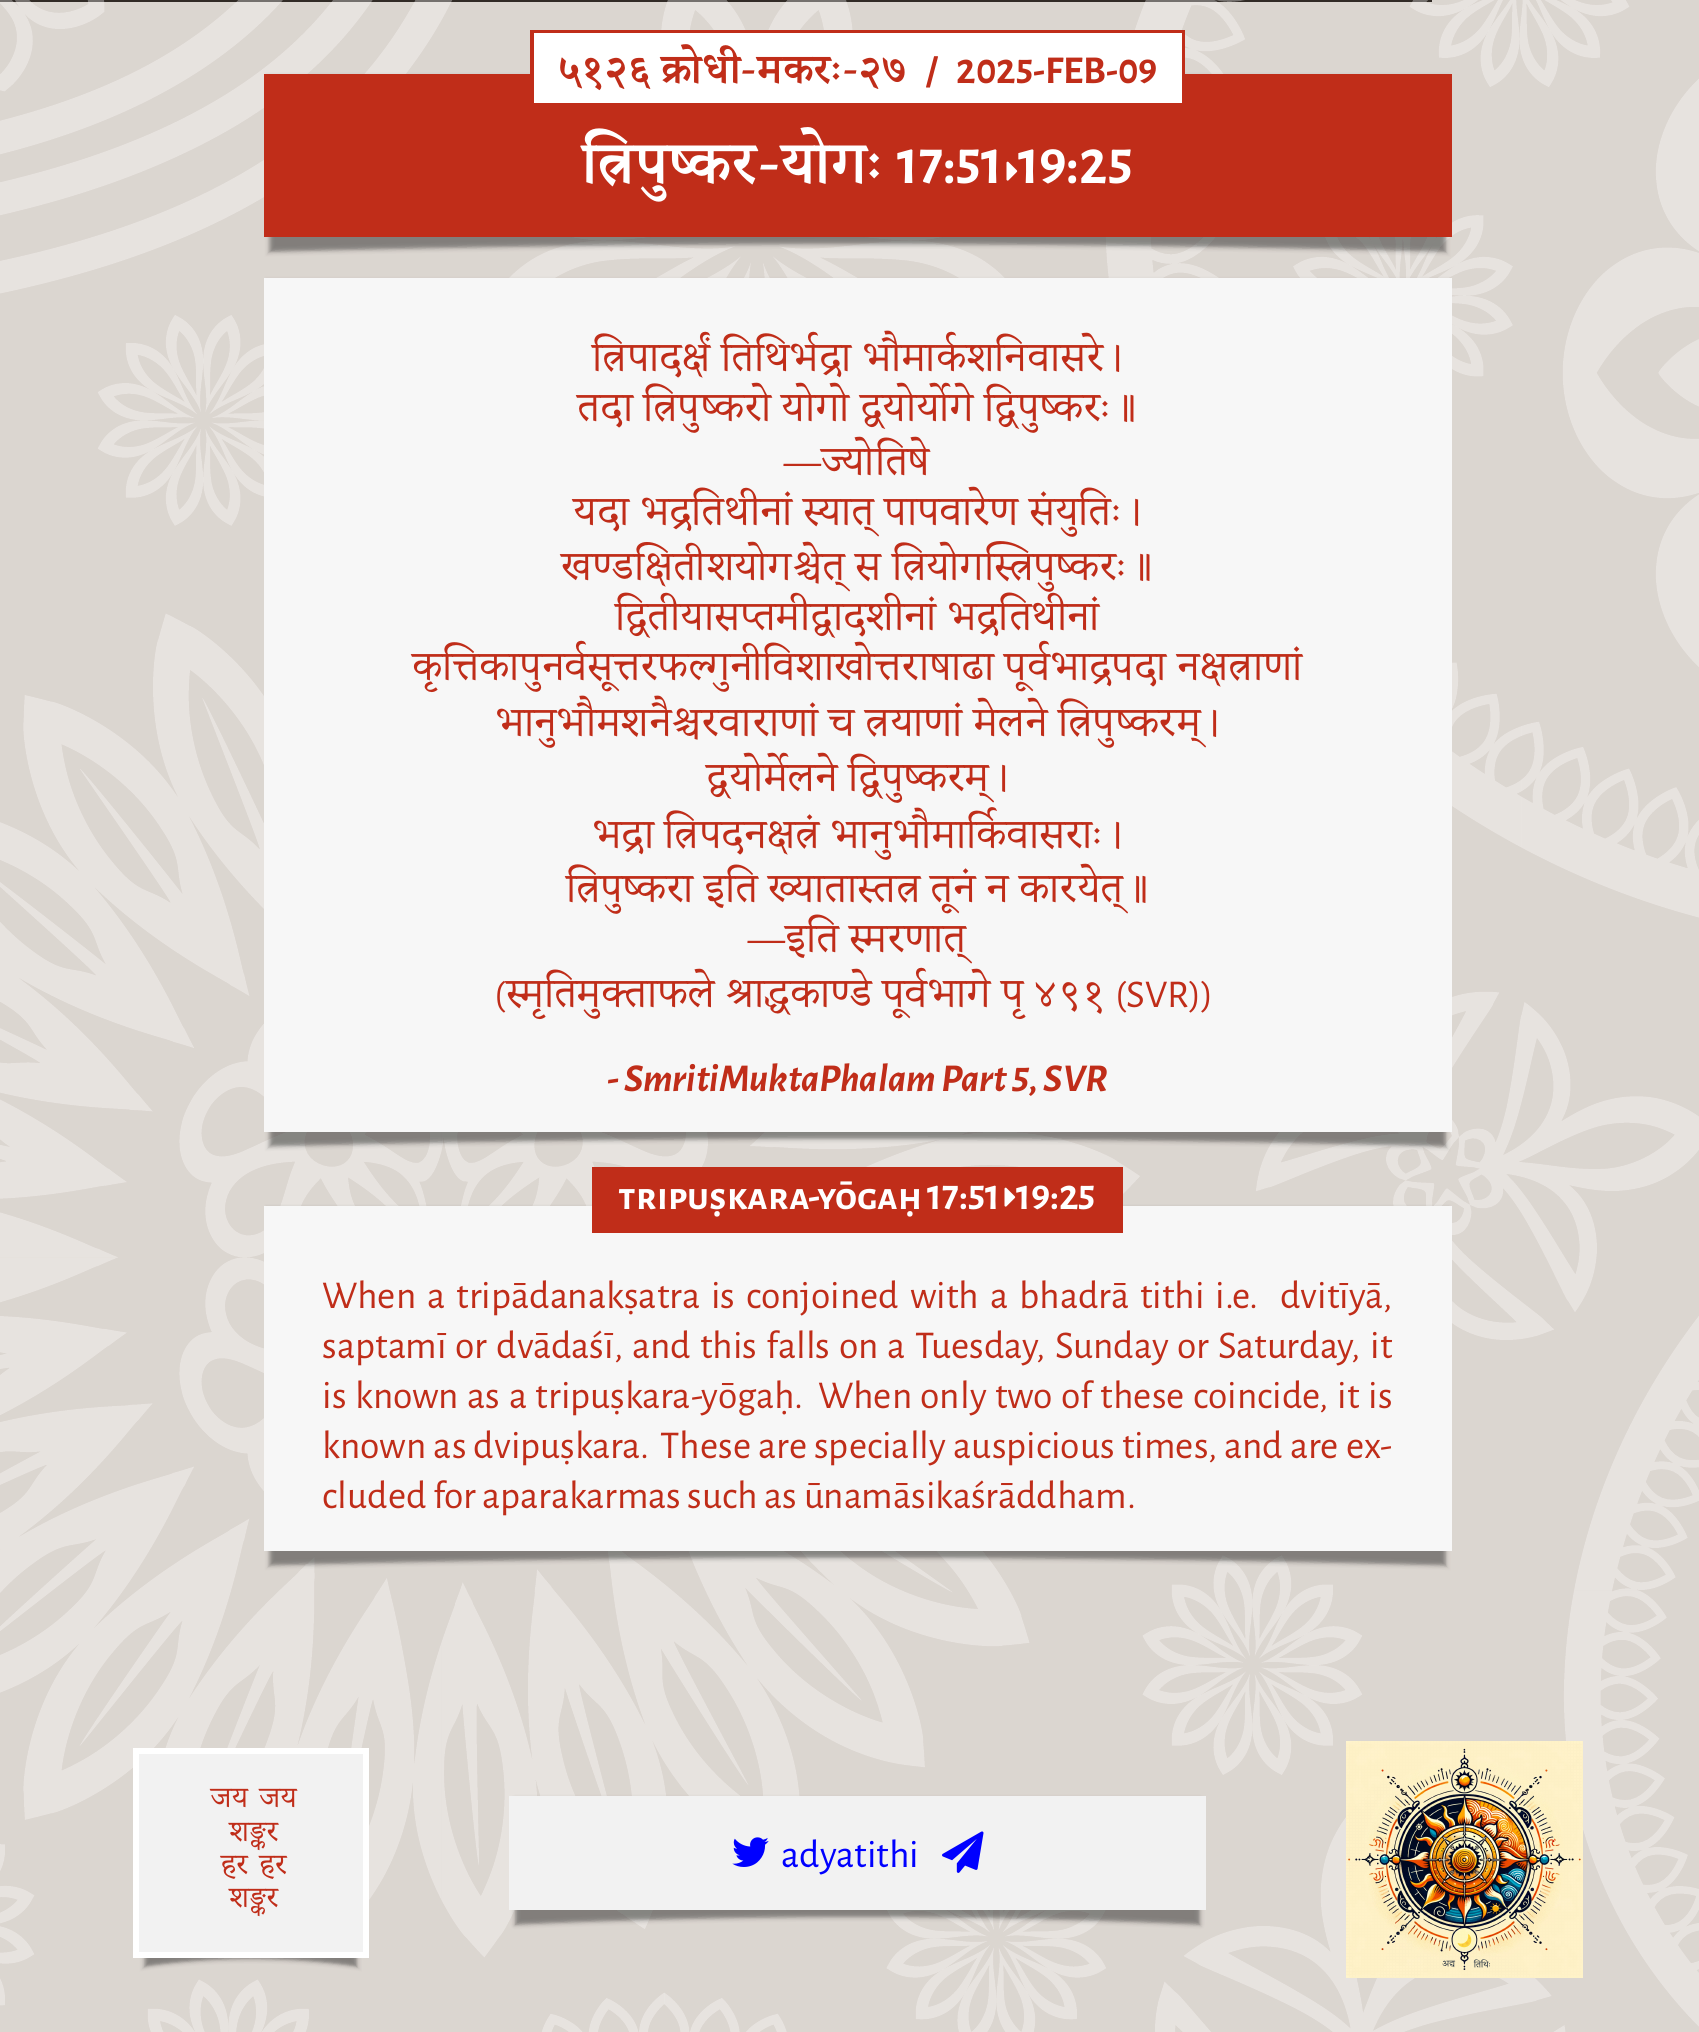 ५१२६ क्रोधी-मकरः-२७ / 2025-FEB-09
त्रिपुष्कर-योगः 17:51▸19:25
त्रिपादर्क्षं तिथिर्भद्रा भौमार्कशनिवासरे।
तदा त्रिपुष्करो योगो द्वयोर्योगे द्विपुष्करः॥
—ज्योतिषे
यदा भद्रतिथीनां स्यात् पापवारेण संयुतिः।
खण्डक्षितीशयोगश्चेत् स त्रियोगस्त्रिपुष्करः॥
द्वितीयासप्तमीद्वादशीनां भद्रतिथीनां
कृत्तिकापुनर्वसूत्तरफल्गुनीविशाखोत्तराषाढा पूर्वभाद्रपदा नक्षत्राणां
भानुभौमशनैश्चरवाराणां च त्रयाणां मेलने त्रिपुष्करम्।
द्वयोर्मेलने द्विपुष्करम्।
भद्रा त्रिपदनक्षत्रं भानुभौमार्किवासराः।
त्रिपुष्करा इति ख्यातास्तत्र तूनं न कारयेत्॥
—इति स्मरणात्
(स्मृतिमुक्ताफले श्राद्धकाण्डे पूर्वभागे पृ ४९१ (SVR))
- SmritiMuktaPhalam Part 5, SVR
TRIPUṢKARA-YŌGAḤ 17:51▸19:25
When a tripādanakṣatra is conjoined with a bhadrā tithi i.e. dvitīyā,
saptamī or dvādaśī, and this falls on a Tuesday, Sunday or Saturday, it
is known as a tripuṣkara-yōgaḥ. When only two of these coincide, it is
known as dvipuṣkara. These are specially auspicious times, and are ex-
cluded for aparakarmas such as ūnamāsikaśrāddham.
जय जय
शङ्कर
हर हर
शङ्कर
adyatithi
अद्य तिथिः